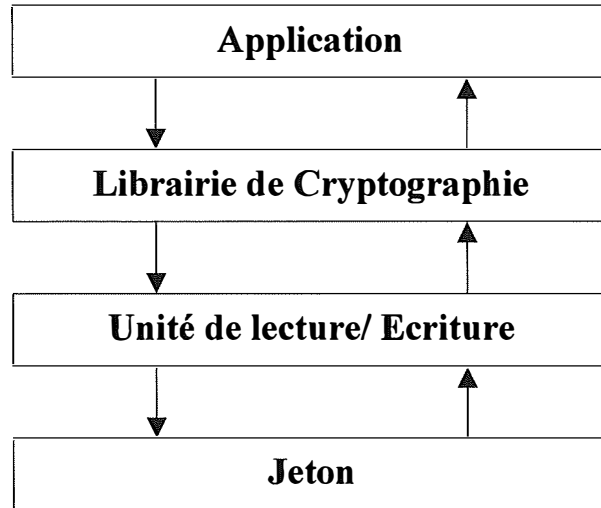 Application
Librairie de Cryptographie
Unité de lecture/ Ecriture
Jeton